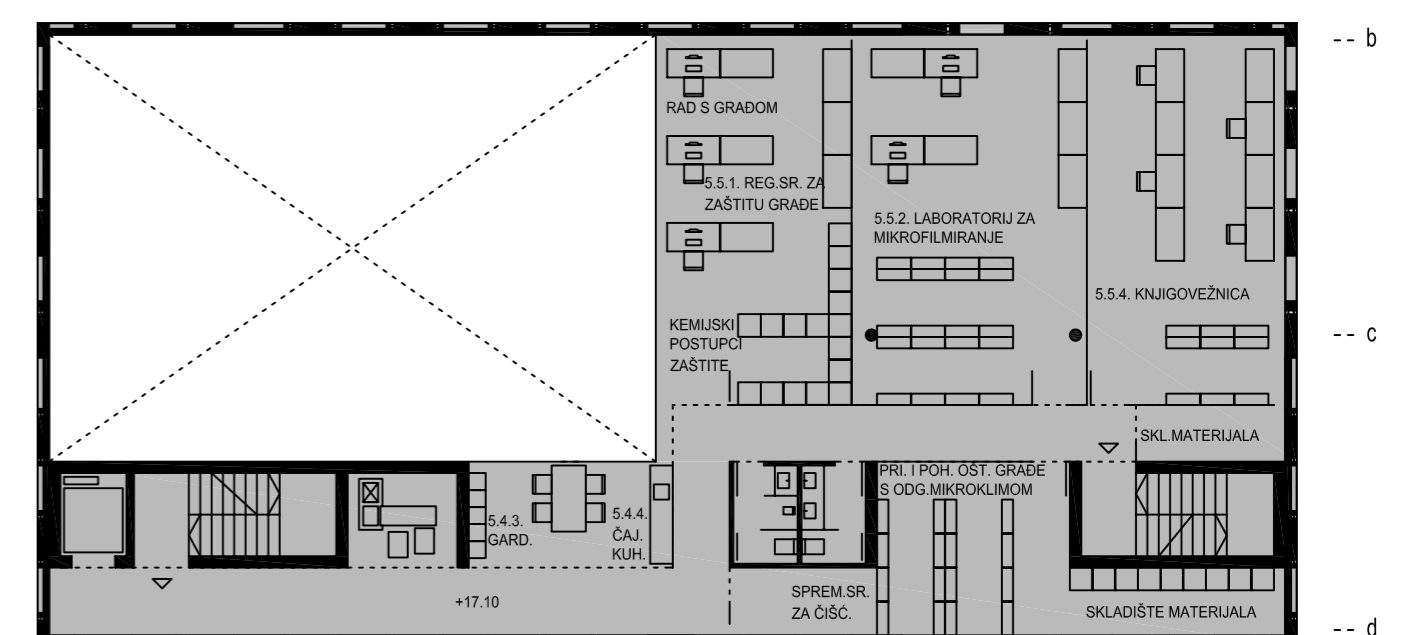 -- b
RAD S GRAĐOM
5.5.1. REG.SR. ZA
ZAŠTITU GRAĐE
5.5.2. LABORATORIJ ZA
MIKROFILMIRANJE
5.5.4. KNJIGOVEŽNICA
KEMIJSKI
POSTUPCI
ZAŠTITE
-- c
SKL.MATERIJALA
PRI. I POH. OŠT. GRAĐE
S ODG.MIKROKLIMOM
5.4.3.
GARD.
5.4.4.
ČAJ.
KUH.
+17.10
SPREM.SR.
ZA ČIŠĆ.
SKLADIŠTE MATERIJALA
-- d